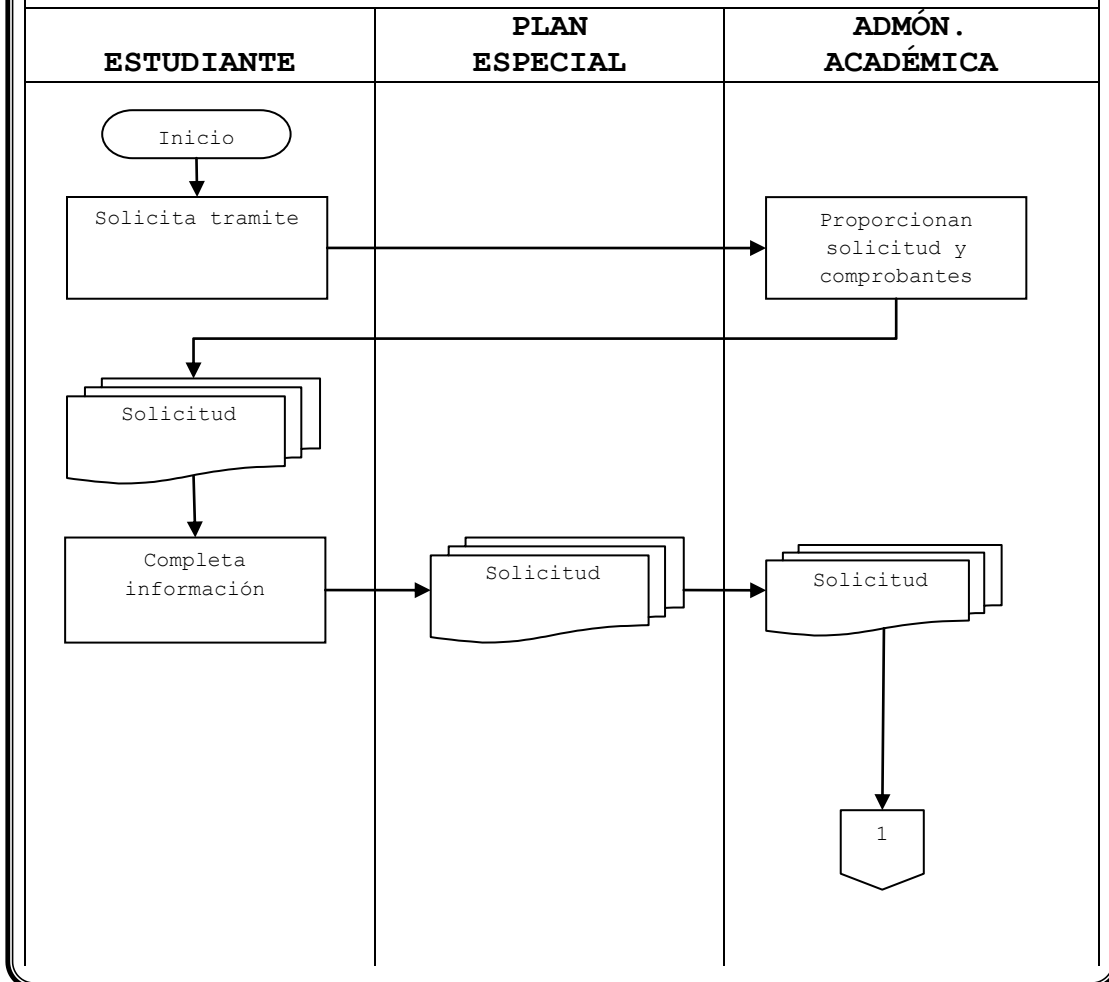 ESTUDIANTE
PLAN
ESPECIAL
ADMÓN.
ACADÉMICA
Inicio
Solicita tramite
Proporcionan
solicitud y
comprobantes
Solicitud
Completa
información
Solicitud
Solicitud
1